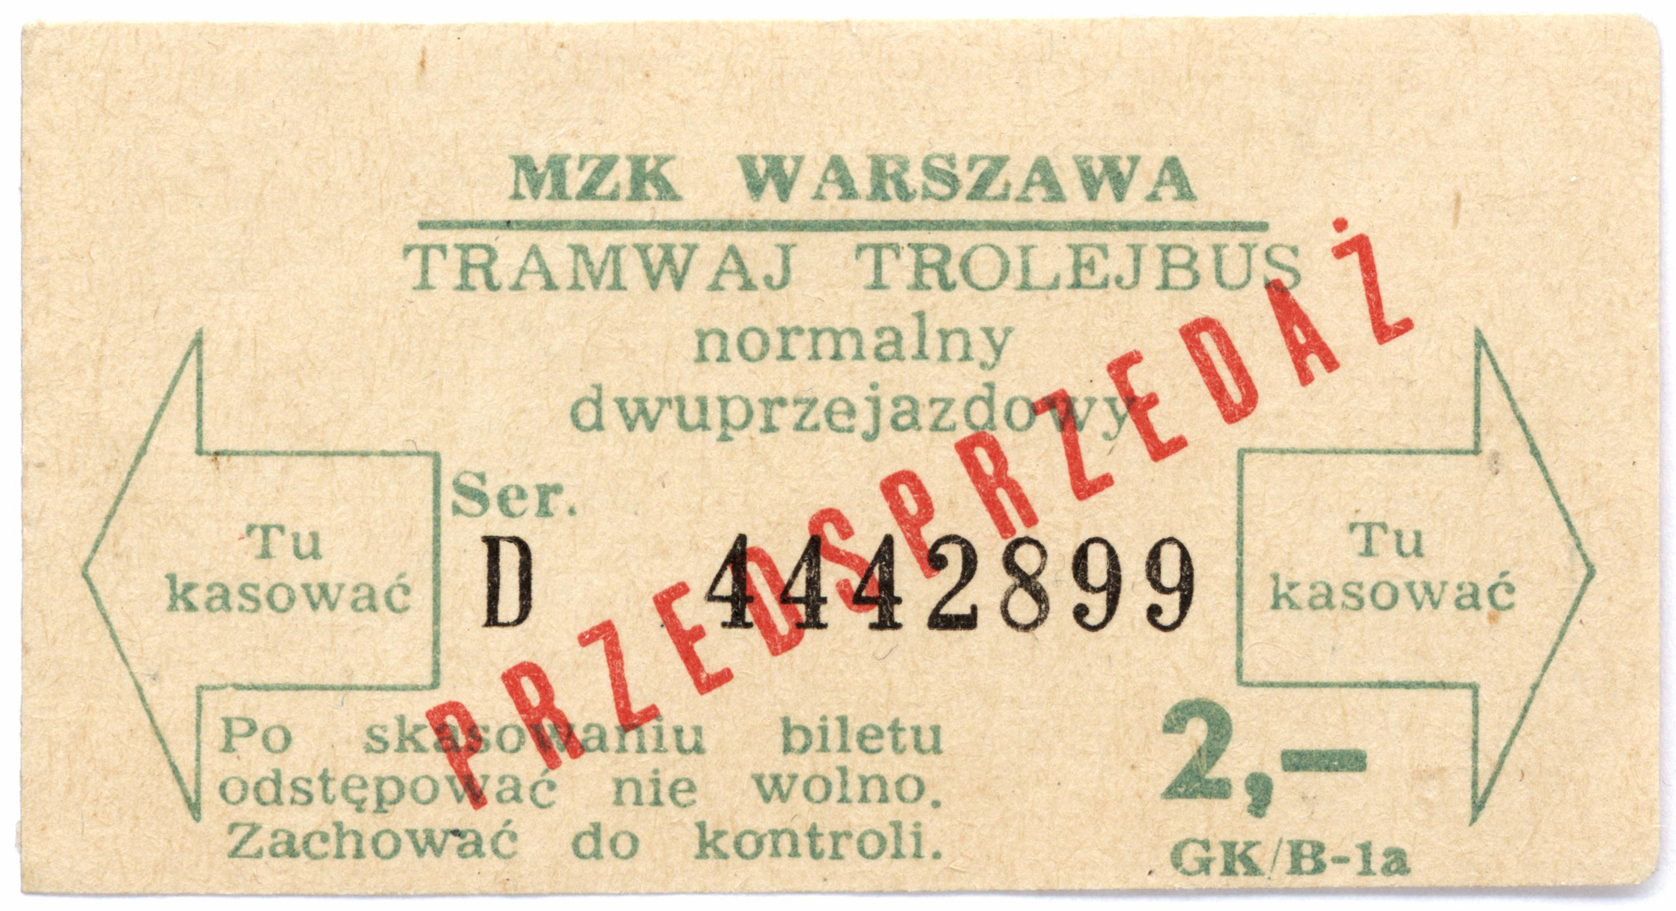 MZK WARSZAWA
TRAMWAJ TROLEJBUS
normalny
dwuprzejazdowy
PRZEDSPRZEDAŻ
Ser.
D 4442899
Tu
kasować
Tu
kasować
Po skasowaniu biletu
odstępować nie wolno.
Zachować do kontroli.
2,—
GK/B-1a